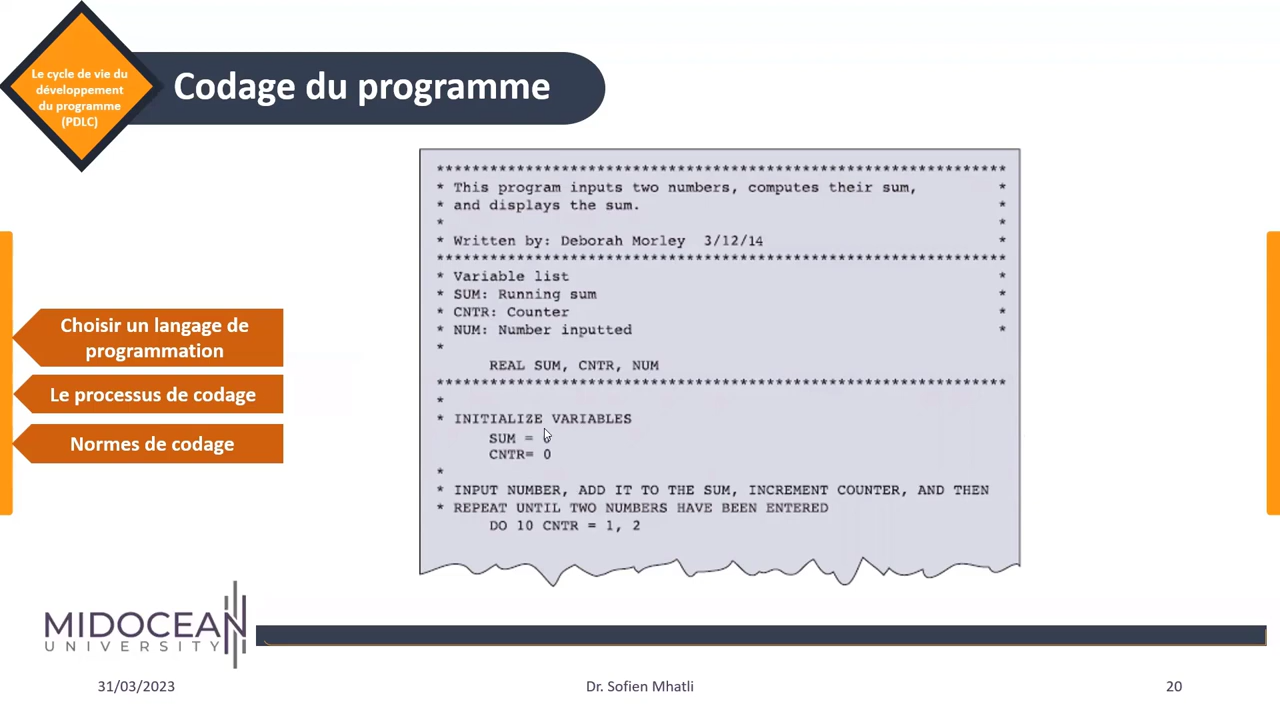 Le cycle de vie du
développement
du programme
(PDLC)
Codage du programme
Choisir un langage de
programmation
Le processus de codage
Normes de codage
*******************************************************************
* This program inputs two numbers, computes their sum, *
* and displays the sum. *
* *
* Written by: Deborah Morley 3/12/14 *
*******************************************************************
* Variable list *
* SUM: Running sum *
* CNTR: Counter *
* NUM: Number inputted *
*
REAL SUM, CNTR, NUM
*******************************************************************
*
* INITIALIZE VARIABLES
SUM =
CNTR= 0
*
* INPUT NUMBER, ADD IT TO THE SUM, INCREMENT COUNTER, AND THEN
* REPEAT UNTIL TWO NUMBERS HAVE BEEN ENTERED
DO 10 CNTR = 1, 2
MIDOCEAN
UNIVERSITY
31/03/2023
Dr. Sofien Mhatli
20